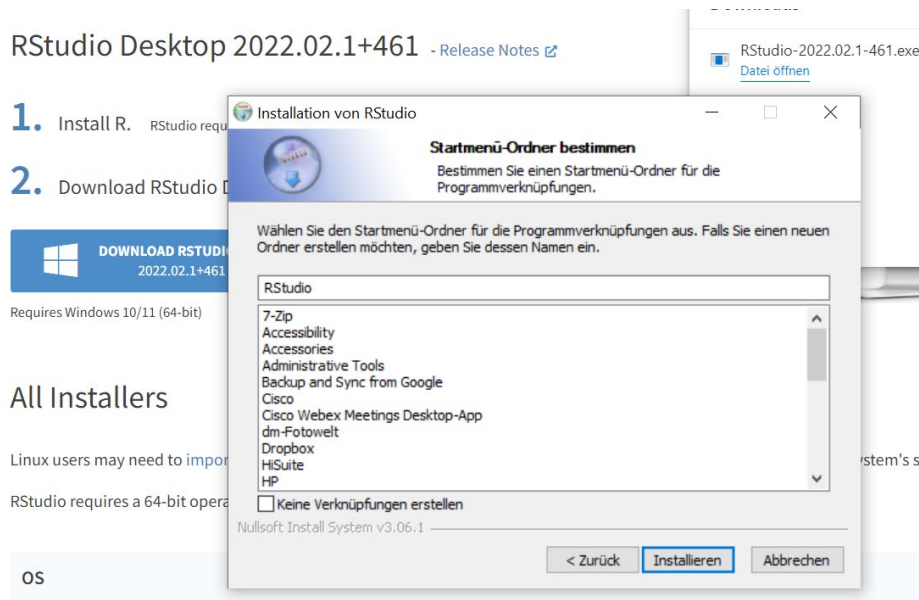 RStudio Desktop 2022.02.1+461 - Release Notes
RStudio-2022.02.1-461.exe
Datei öffnen
1. Install R. RStudio requ
2. Download RStudio D
DOWNLOAD RSTUDI
2022.02.1+461
Requires Windows 10/11 (64-bit)
All Installers
Linux users may need to impor
ystem's s
RStudio requires a 64-bit opera
OS
Installation von RStudio
Startmenü-Ordner bestimmen
Bestimmen Sie einen Startmenü-Ordner für die
Programmverknüpfungen.
Wählen Sie den Startmenü-Ordner für die Programmverknüpfungen aus. Falls Sie einen neuen
Ordner erstellen möchten, geben Sie dessen Namen ein.
RStudio
7-Zip
Accessibility
Accessories
Administrative Tools
Backup and Sync from Google
Cisco
Cisco Webex Meetings Desktop-App
dm-Fotowelt
Dropbox
HiSuite
HP
Keine Verknüpfungen erstellen
Nullsoft Install System v3.06.1
< Zurück
Installieren
Abbrechen